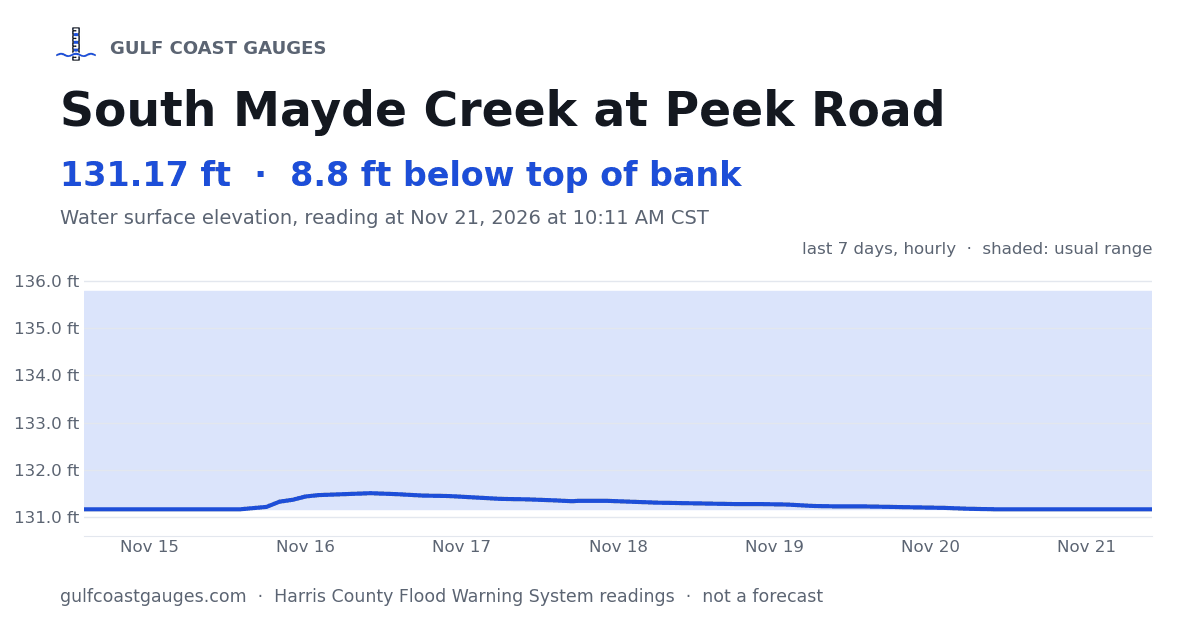 GULF COAST GAUGES
South Mayde Creek at Peek Road
131.17 ft · 8.8 ft below top of bank
Water surface elevation, reading at Nov 21, 2026 at 10:11 AM CST
last 7 days, hourly · shaded: usual range
136.0 ft
135.0 ft
134.0 ft
133.0 ft
132.0 ft
131.0 ft
Nov 15 Nov 16 Nov 17 Nov 18 Nov 19 Nov 20 Nov 21
gulfcoastgauges.com · Harris County Flood Warning System readings · not a forecast